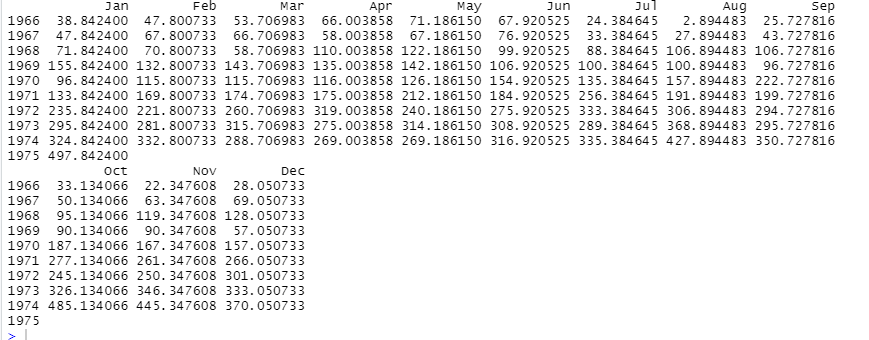 Jan Feb Mar Apr May Jun Jul Aug Sep
1966 38.842400 47.800733 53.706983 66.003858 71.186150 67.920525 24.384645 2.894483 25.727816
1967 47.842400 67.800733 66.706983 58.003858 67.186150 76.920525 33.384645 27.894483 43.727816
1968 71.842400 70.800733 58.706983 110.003858 122.186150 99.920525 88.384645 106.894483 106.727816
1969 155.842400 132.800733 143.706983 135.003858 142.186150 106.920525 100.384645 100.894483 96.727816
1970 96.842400 115.800733 115.706983 116.003858 126.186150 154.920525 135.384645 157.894483 222.727816
1971 133.842400 169.800733 174.706983 175.003858 212.186150 184.920525 256.384645 191.894483 199.727816
1972 235.842400 221.800733 260.706983 319.003858 240.186150 275.920525 333.384645 306.894483 294.727816
1973 295.842400 281.800733 315.706983 275.003858 314.186150 308.920525 289.384645 368.894483 295.727816
1974 324.842400 332.800733 288.706983 269.003858 269.186150 316.920525 335.384645 427.894483 350.727816
1975 497.842400
Oct Nov Dec
1966 33.134066 22.347608 28.050733
1967 50.134066 63.347608 69.050733
1968 95.134066 119.347608 128.050733
1969 90.134066 90.347608 57.050733
1970 187.134066 167.347608 157.050733
1971 277.134066 261.347608 266.050733
1972 245.134066 250.347608 301.050733
1973 326.134066 346.347608 333.050733
1974 485.134066 445.347608 370.050733
1975
>